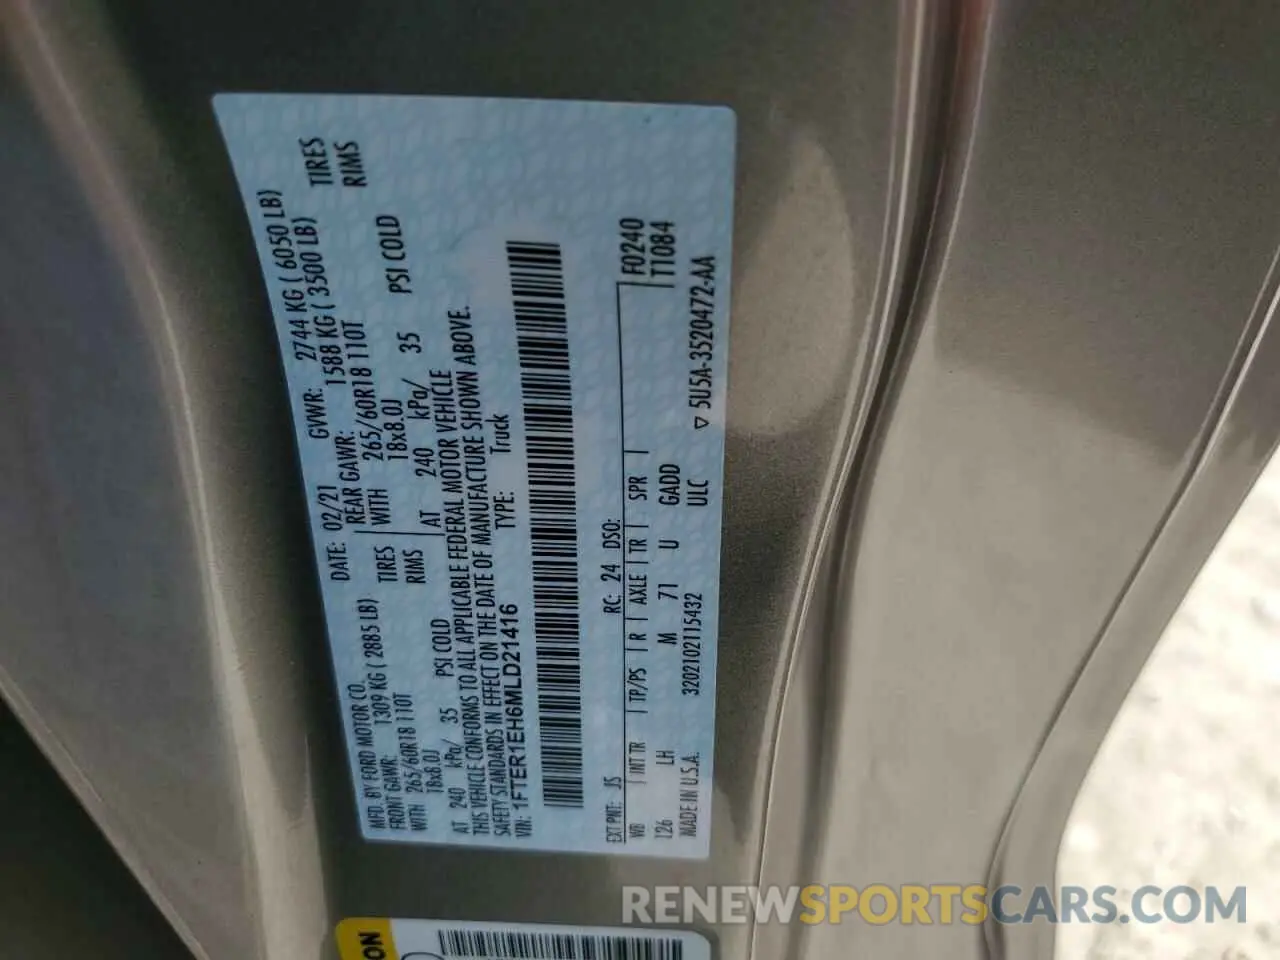 MFD. BY FORD MOTOR CO.
DATE: 02/21 GVWR: 2744 KG ( 6050 LB)
FRONT GAWR: 1309 KG ( 2885 LB) REAR GAWR: 1588 KG ( 3500 LB)
WITH 265/60R18 110T TIRES WITH 265/60R18 110T TIRES
18x8.0J RIMS 18x8.0J RIMS
AT 240 kPa/ 35 PSI COLD AT 240 kPa/ 35 PSI COLD
THIS VEHICLE CONFORMS TO ALL APPLICABLE FEDERAL MOTOR VEHICLE
SAFETY STANDARDS IN EFFECT ON THE DATE OF MANUFACTURE SHOWN ABOVE.
VIN: 1FTER1EH6MLD21416 TYPE: Truck
EXT PNT: JS RC: 24 DSO: F0240
WB INT TR TP/PS R AXLE TR SPR T1084
126 LH M 71 U GADD
MADE IN U.S.A. 320210215432 ULC ▽ 5U5A-3520472-AA
ON
RENEWSPORTSCARS.COM